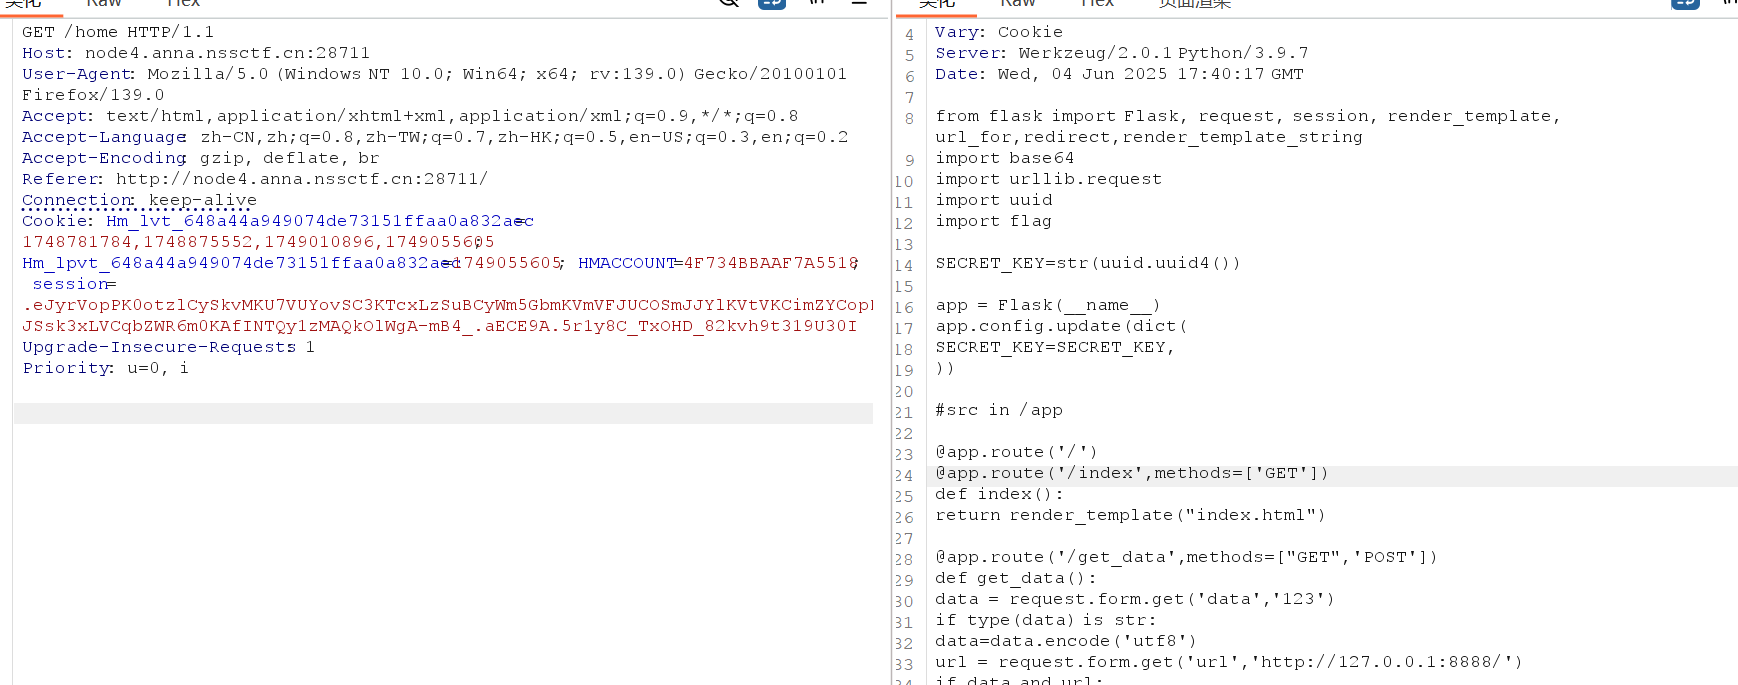 美化 Raw Hex
GET /home HTTP/1.1
Host: node4.anna.nssctf.cn:28711
User-Agent: Mozilla/5.0 (Windows NT 10.0; Win64; x64; rv:139.0) Gecko/20100101
Firefox/139.0
Accept: text/html,application/xhtml+xml,application/xml;q=0.9,*/*;q=0.8
Accept-Language: zh-CN,zh;q=0.8,zh-TW;q=0.7,zh-HK;q=0.5,en-US;q=0.3,en;q=0.2
Accept-Encoding: gzip, deflate, br
Referer: http://node4.anna.nssctf.cn:28711/
Connection: keep-alive
Cookie: Hm_lvt_648a44a949074de73151ffaa0a832aec=
1748781784,1748875552,1749010896,1749055605;
Hm_lpvt_648a44a949074de73151ffaa0a832aec=1749055605; HMACCOUNT=4F734BBAAF7A5518;
session=
.eJyrVopPK0otzlCySkvMKU7VUYovSC3KTcxLzSuBCyWm5GbmKVmVFJUCOSmJJYlKVtVKCimZYCopH
JSsk3xLVCqbZWR6m0KAfINTQy1zMAQkOlWgA-mB4_.aECE9A.5r1y8C_TxOHD_82kvh9t319U30I
Upgrade-Insecure-Requests: 1
Priority: u=0, i
美化 Raw Hex 页面渲染
4 Vary: Cookie
5 Server: Werkzeug/2.0.1 Python/3.9.7
6 Date: Wed, 04 Jun 2025 17:40:17 GMT
7
8 from flask import Flask, request, session, render_template,
url_for,redirect,render_template_string
9 import base64
10 import urllib.request
11 import uuid
12 import flag
13
14 SECRET_KEY=str(uuid.uuid4())
15
16 app = Flask(__name__)
17 app.config.update(dict(
18 SECRET_KEY=SECRET_KEY,
19 ))
20
21 #src in /app
22
23 @app.route('/')
24 @app.route('/index',methods=['GET'])
25 def index():
26 return render_template("index.html")
27
28 @app.route('/get_data',methods=["GET",'POST'])
29 def get_data():
30 data = request.form.get('data','123')
31 if type(data) is str:
32 data=data.encode('utf8')
33 url = request.form.get('url','http://127.0.0.1:8888/')
34 if data and url: